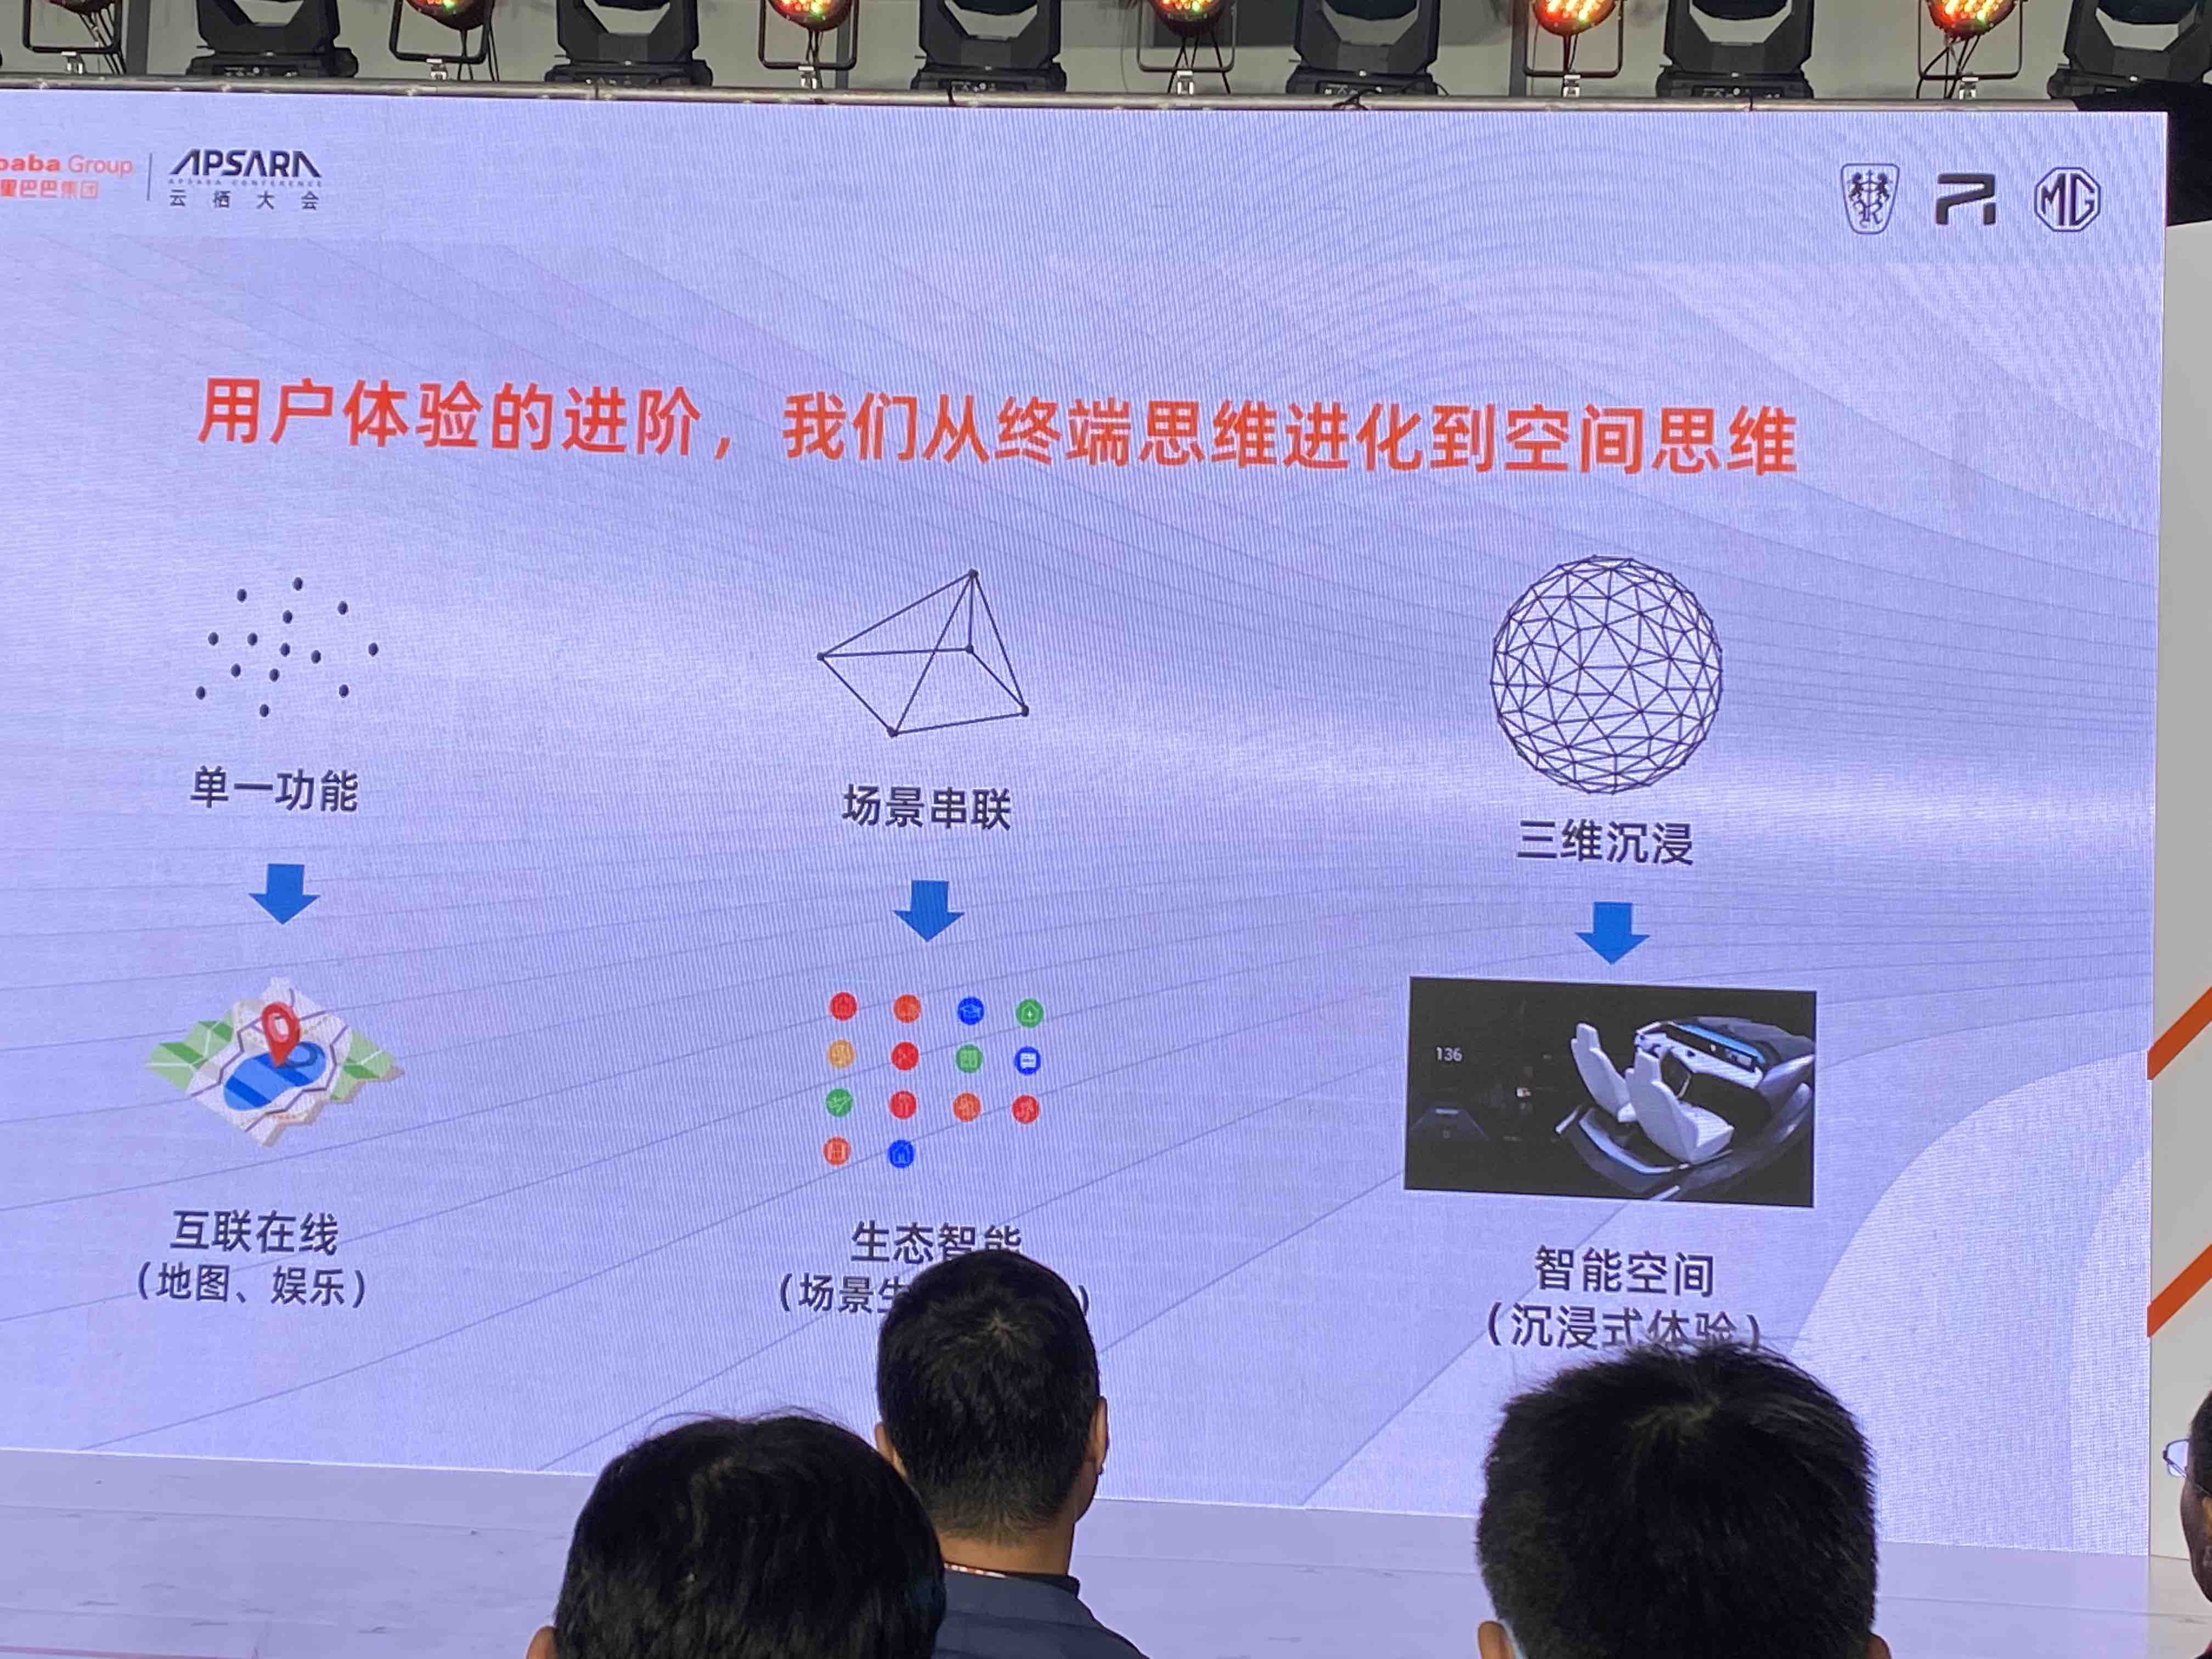 baba Group
里巴巴集团
APSARA
APSARA CONFERENCE
云栖大会
R
MG
用户体验的进阶，我们从终端思维进化到空间思维
单一功能
场景串联
三维沉浸
136
互联在线
（地图、娱乐）
生态智能
（场景生
）
智能空间
（沉浸式体验）